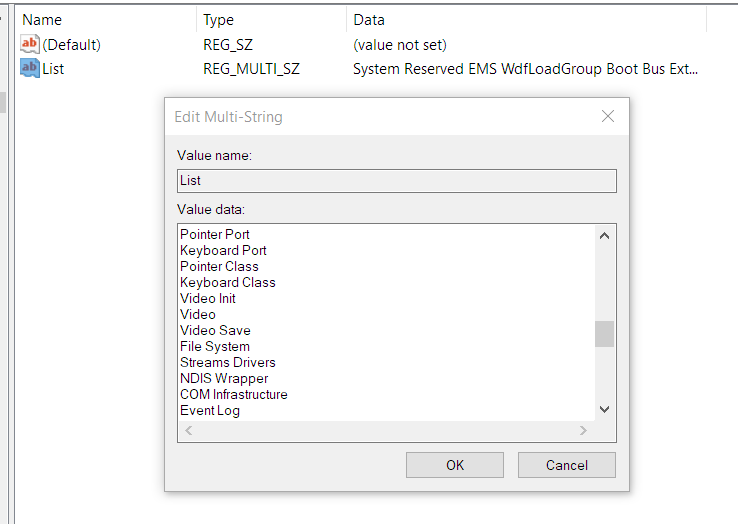 Name Type Data
ab (Default) REG_SZ (value not set)
ab List REG_MULTI_SZ System Reserved EMS WdfLoadGroup Boot Bus Ext...
Edit Multi-String
Value name:
List
Value data:
Pointer Port
Keyboard Port
Pointer Class
Keyboard Class
Video Init
Video
Video Save
File System
Streams Drivers
NDIS Wrapper
COM Infrastructure
Event Log
OK Cancel